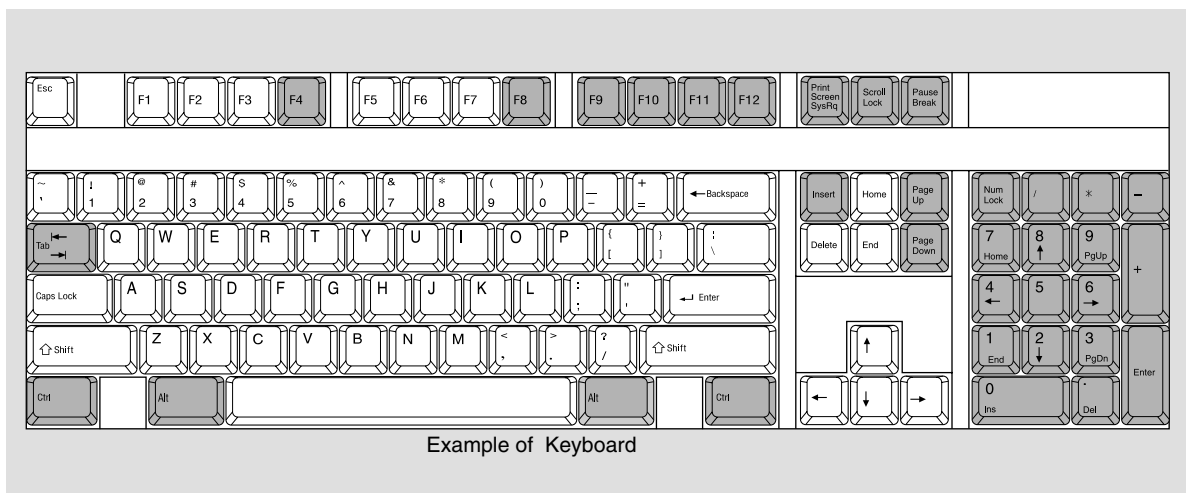 Esc F1 F2 F3 F4 F5 F6 F7 F8 F9 F10 F11 F12 Print Screen SysRq Scroll Lock Pause Break
~ ! @ # $ % ^ & * ( ) — + ←Backspace Insert Home Page Up Num Lock / * –
' 1 2 3 4 5 6 7 8 9 0 - =
Tab Q W E R T Y U I O P { } ¦ Delete End Page Down 7 Home 8 ↑ 9 PgUp +
[ ] \
Caps Lock A S D F G H J K L : " ↵ Enter 4 ← 5 6 →
; '
⇧ Shift Z X C V B N M < > ? ⇧ Shift ↑ 1 End 2 ↓ 3 PgDn Enter
, . /
Ctrl Alt Alt Ctrl ← ↓ → 0 Ins . Del
Example of Keyboard